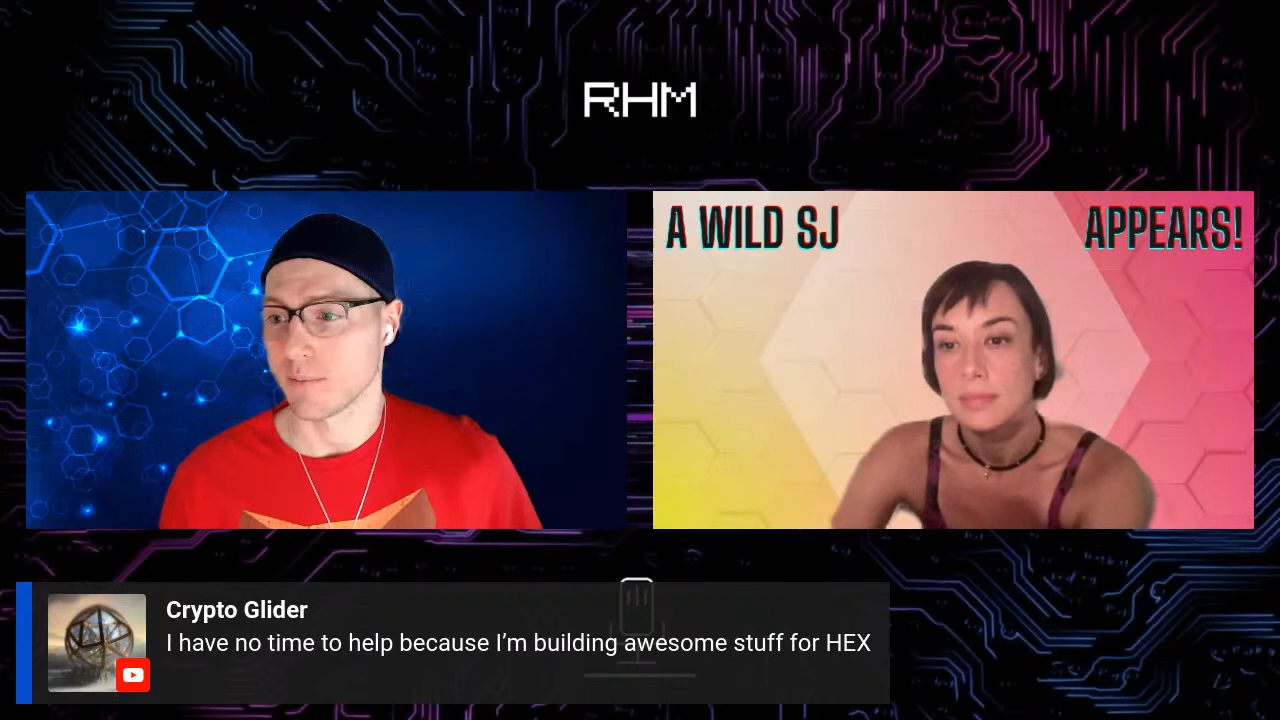 RHM
A WILD SJ
APPEARS!
Crypto Glider
I have no time to help because I’m building awesome stuff for HEX